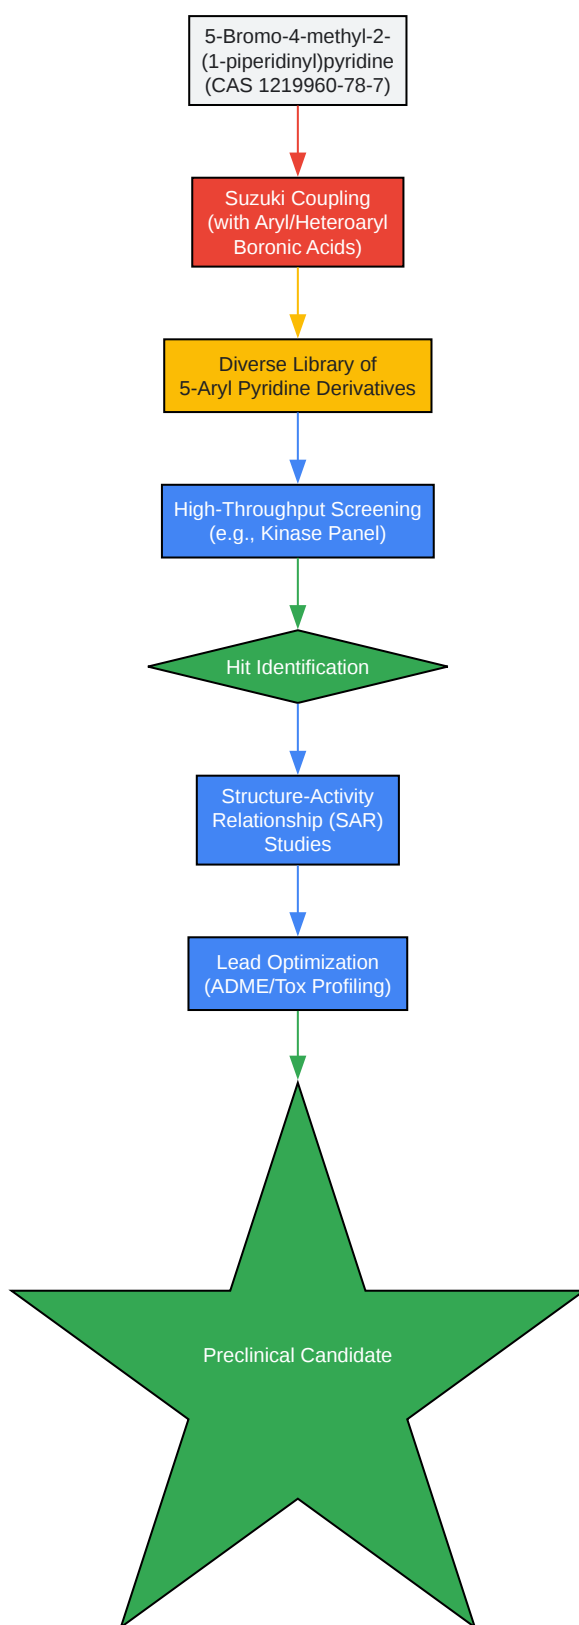 5-Bromo-4-methyl-2-
(1-piperidinyl)pyridine
(CAS 1219960-78-7)
Suzuki Coupling
(with Aryl/Heteroaryl
Boronic Acids)
Diverse Library of
5-Aryl Pyridine Derivatives
High-Throughput Screening
(e.g., Kinase Panel)
Hit Identification
Structure-Activity
Relationship (SAR)
Studies
Lead Optimization
(ADME/Tox Profiling)
Preclinical Candidate